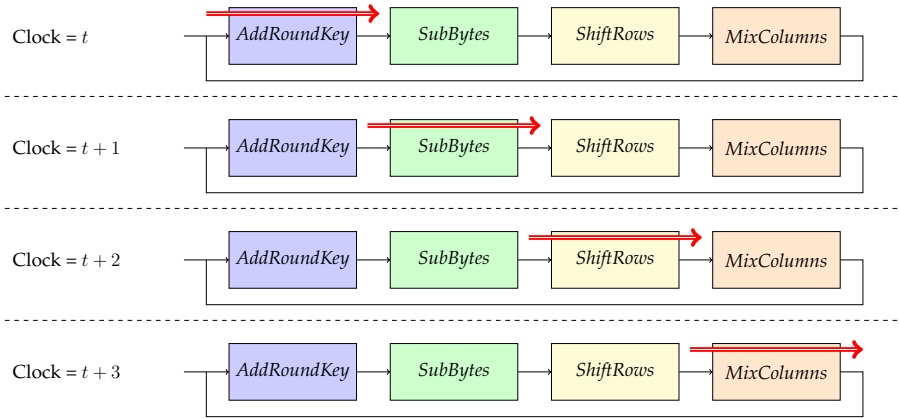 Clock = t AddRoundKey SubBytes ShiftRows MixColumns
Clock = t + 1 AddRoundKey SubBytes ShiftRows MixColumns
Clock = t + 2 AddRoundKey SubBytes ShiftRows MixColumns
Clock = t + 3 AddRoundKey SubBytes ShiftRows MixColumns